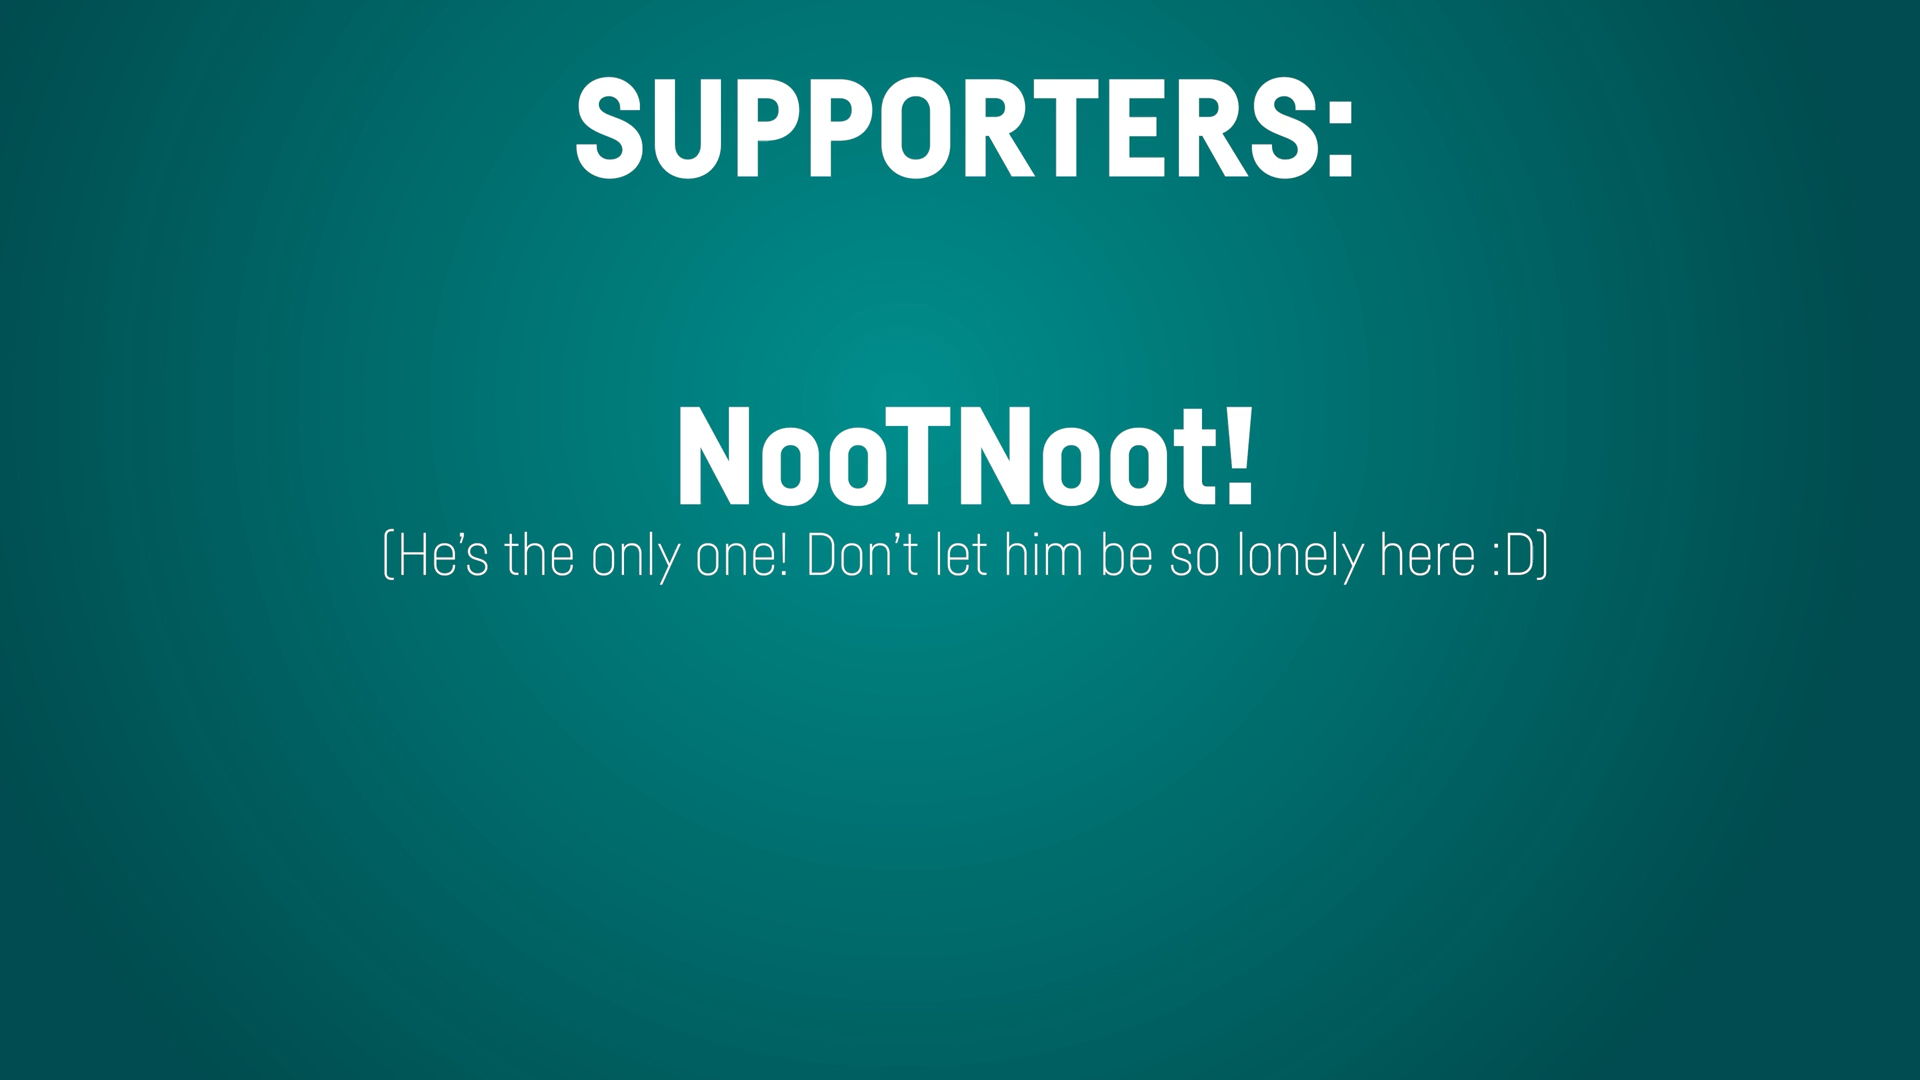 SUPPORTERS:
NooTNoot!
(He’s the only one! Don’t let him be so lonely here :D)